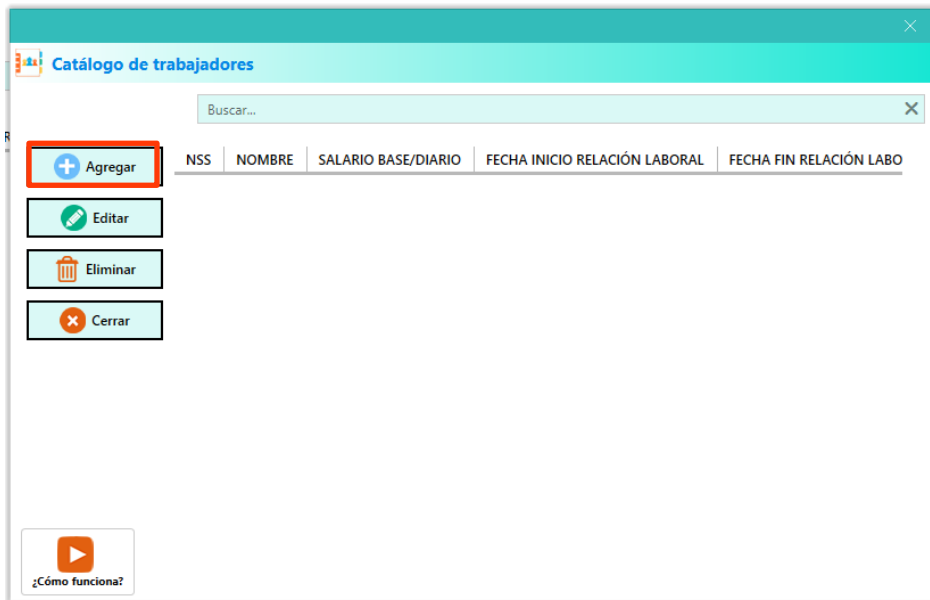 Catálogo de trabajadores
Buscar...
R
Agregar
NSS NOMBRE SALARIO BASE/DIARIO FECHA INICIO RELACIÓN LABORAL FECHA FIN RELACIÓN LABO
Editar
Eliminar
Cerrar
¿Cómo funciona?